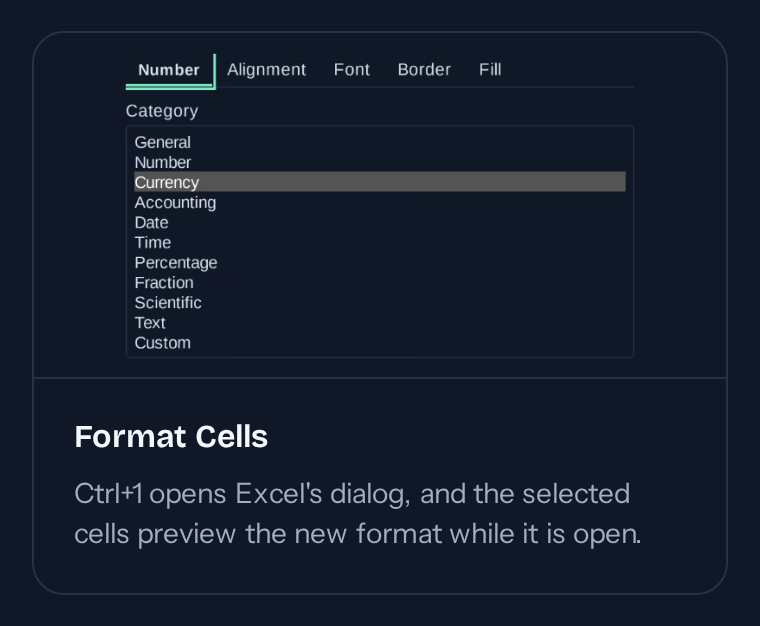 Number Alignment Font Border Fill
Category
General
Number
Currency
Accounting
Date
Time
Percentage
Fraction
Scientific
Text
Custom
Format Cells
Ctrl+1 opens Excel's dialog, and the selected
cells preview the new format while it is open.